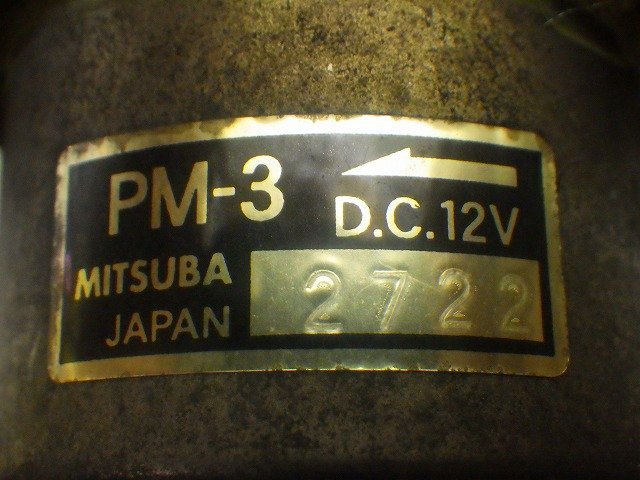 PM-3
D.C.12V
MITSUBA
2722
JAPAN